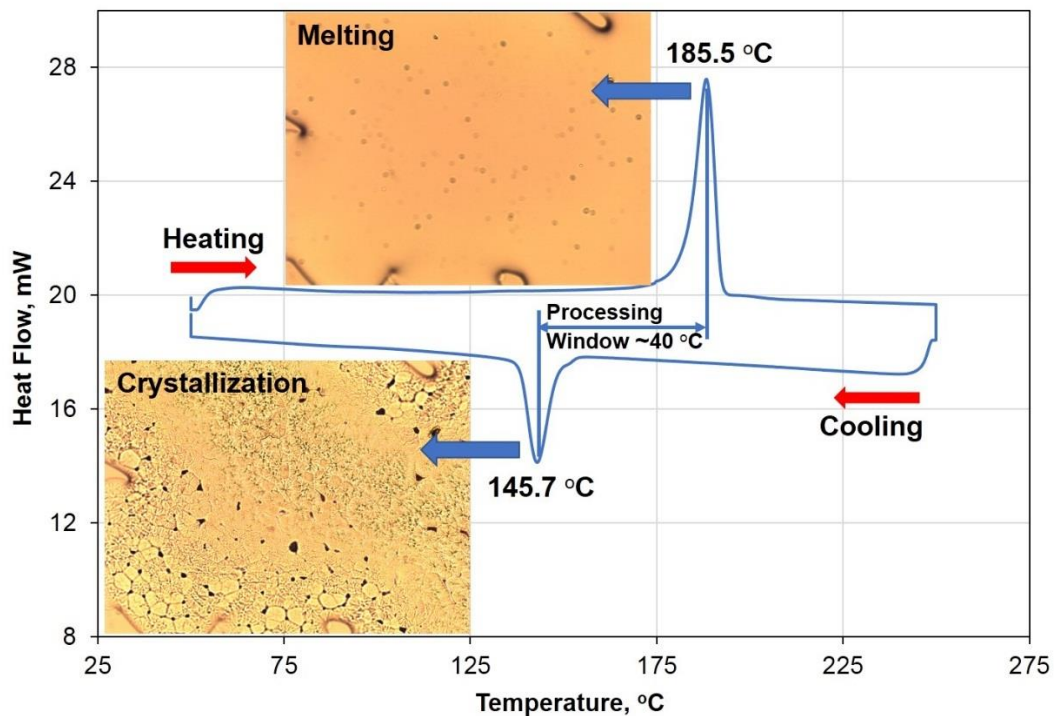 Melting
185.5 °C
28
24
Heating
20
Processing
Window ~40 °C
Heat Flow, mW
16
Crystallization
Cooling
145.7 °C
12
8
25
75
125
175
225
275
Temperature, °C